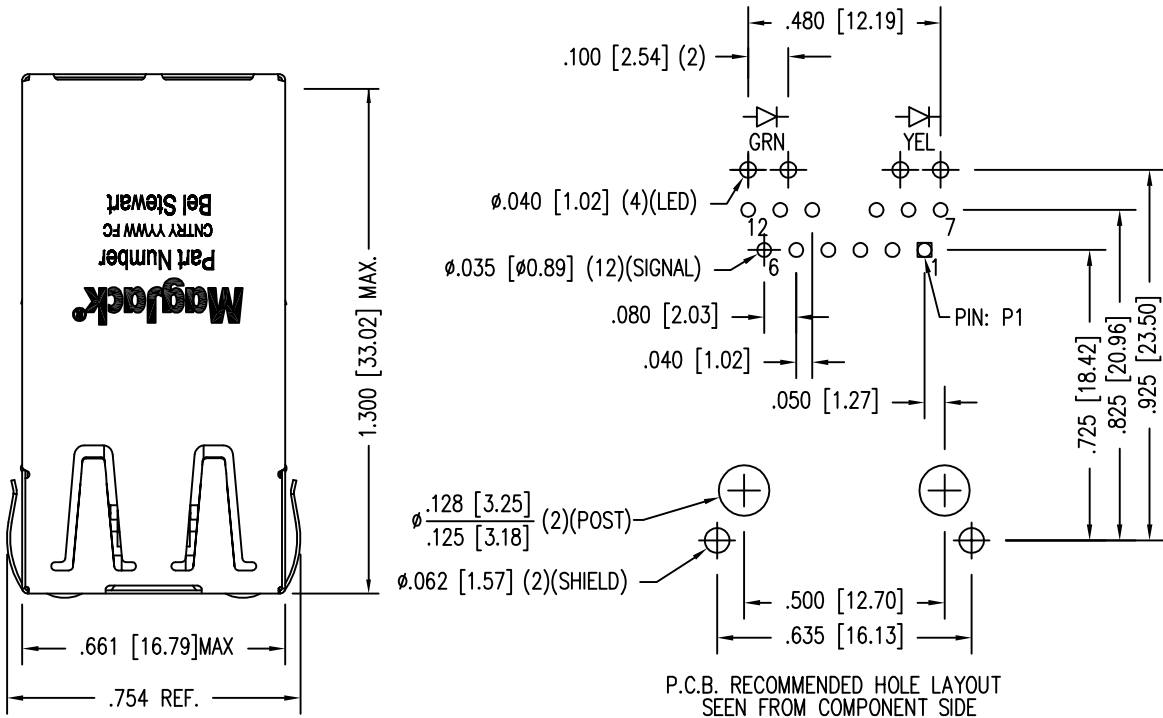 Bel Stewart
CNTRY YYWW FC
Part Number
MagJack®
1.300 [33.02] MAX.
.661 [16.79]MAX
.754 REF.
.480 [12.19]
.100 [2.54] (2)
GRN
YEL
ø.040 [1.02] (4)(LED)
12
7
ø.035 [ø0.89] (12)(SIGNAL)
6
1
.080 [2.03]
PIN: P1
.040 [1.02]
.050 [1.27]
.725 [18.42]
.825 [20.96]
.925 [23.50]
ø .128 [3.25]
.125 [3.18] (2)(POST)
ø.062 [1.57] (2)(SHIELD)
.500 [12.70]
.635 [16.13]
P.C.B. RECOMMENDED HOLE LAYOUT
SEEN FROM COMPONENT SIDE